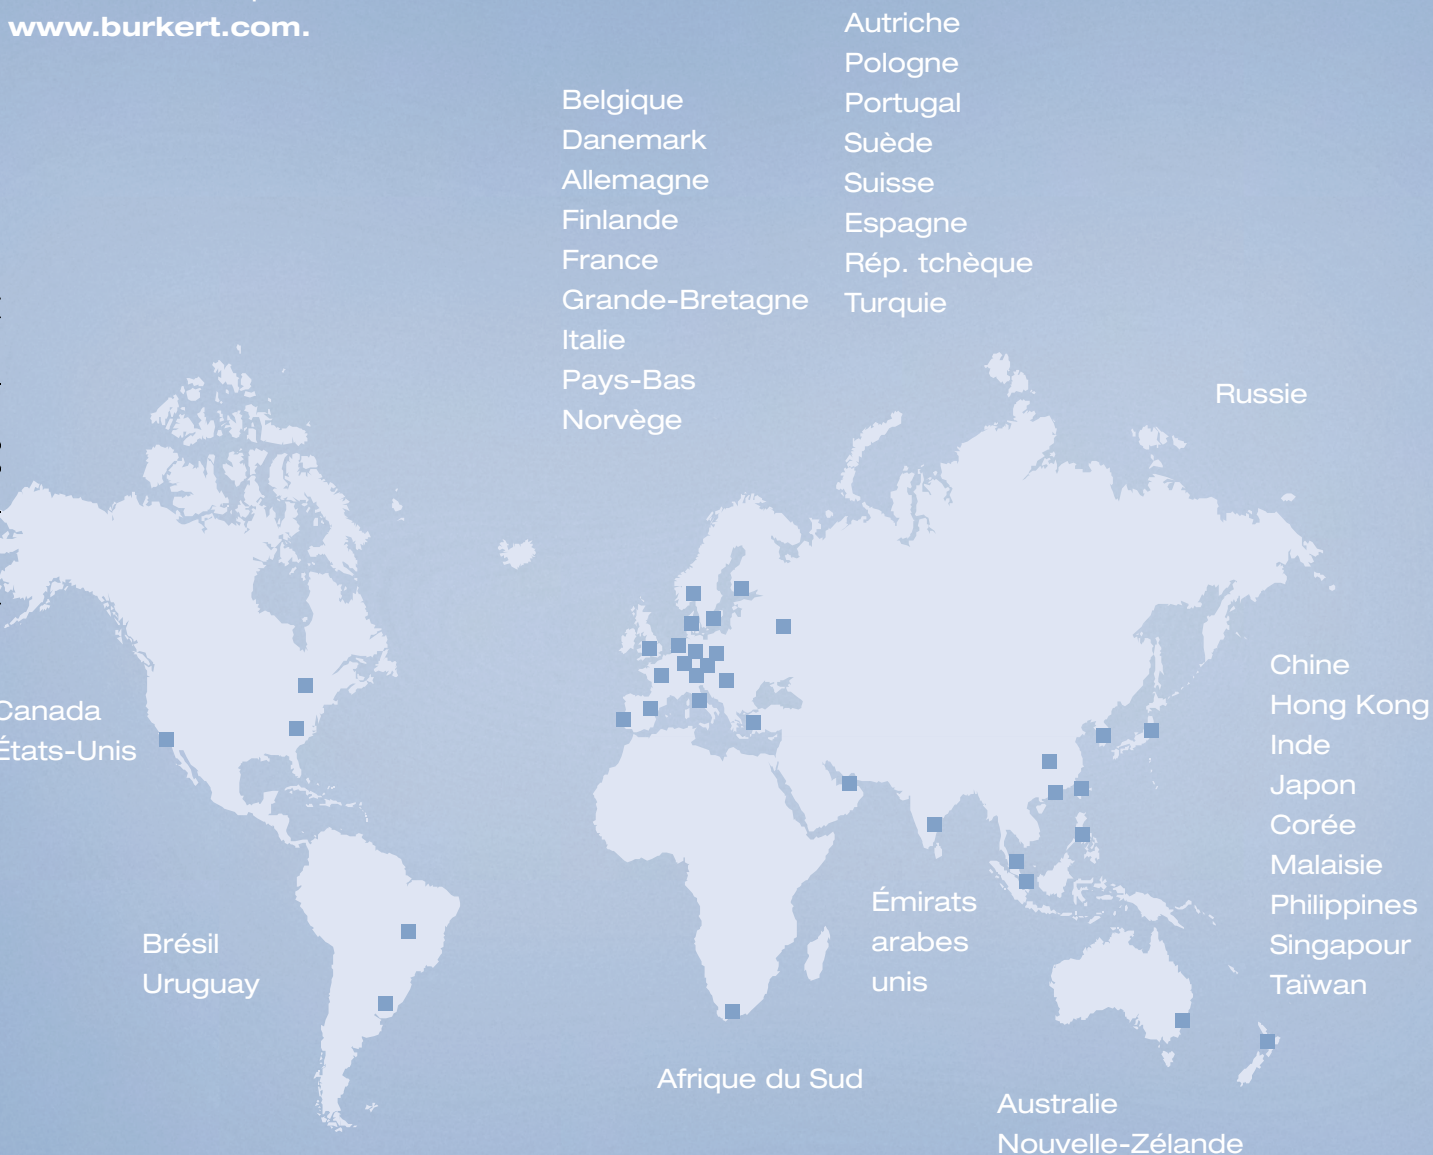 www.burkert.com.
Belgique
Danemark
Allemagne
Finlande
France
Grande-Bretagne
Italie
Pays-Bas
Norvège
Autriche
Pologne
Portugal
Suède
Suisse
Espagne
Rép. tchèque
Turquie
Russie
Canada
États-Unis
Brésil
Uruguay
Afrique du Sud
Émirats
arabes
unis
Chine
Hong Kong
Inde
Japon
Corée
Malaisie
Philippines
Singapour
Taïwan
Australie
Nouvelle-Zélande